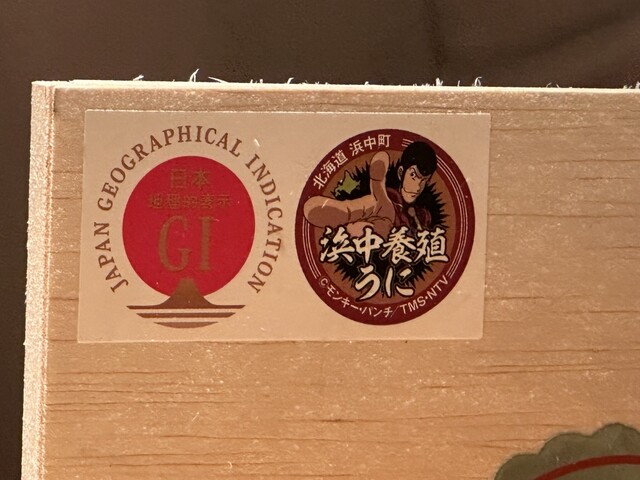 JAPAN GEOGRAPHICAL INDICATION
日本
地理的表示
GI
北海道 浜中町
浜中養殖
うに
©モンキー・パンチ/TMS・NTV